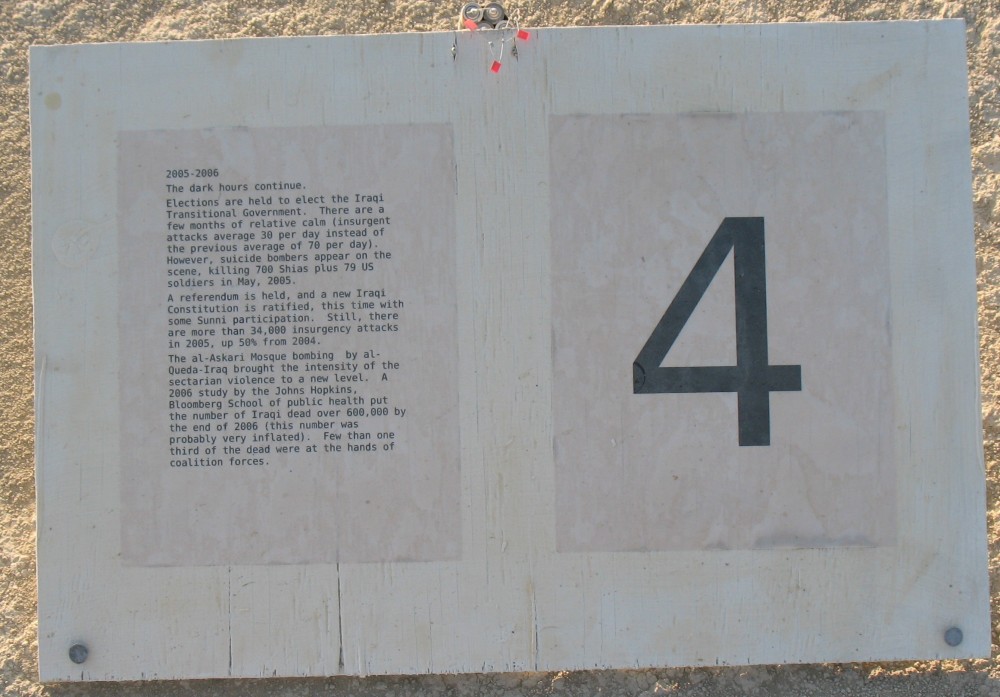 2005-2006
The dark hours continue.
Elections are held to elect the Iraqi
Transitional Government.  There are a
few months of relative calm (insurgent
attacks average 30 per day instead of
the previous average of 70 per day).
However, suicide bombers appear on the
scene, killing 700 Shias plus 79 US
soldiers in May, 2005.
A referendum is held, and a new Iraqi
Constitution is ratified, this time with
some Sunni participation.  Still, there
are more than 34,000 insurgency attacks
in 2005, up 50% from 2004.
The al-Askari Mosque bombing  by al-
Queda-Iraq brought the intensity of the
sectarian violence to a new level.  A
2006 study by the Johns Hopkins,
Bloomberg School of public health put
the number of Iraqi dead over 600,000 by
the end of 2006 (this number was
probably very inflated).  Few than one
third of the dead were at the hands of
coalition forces.
4